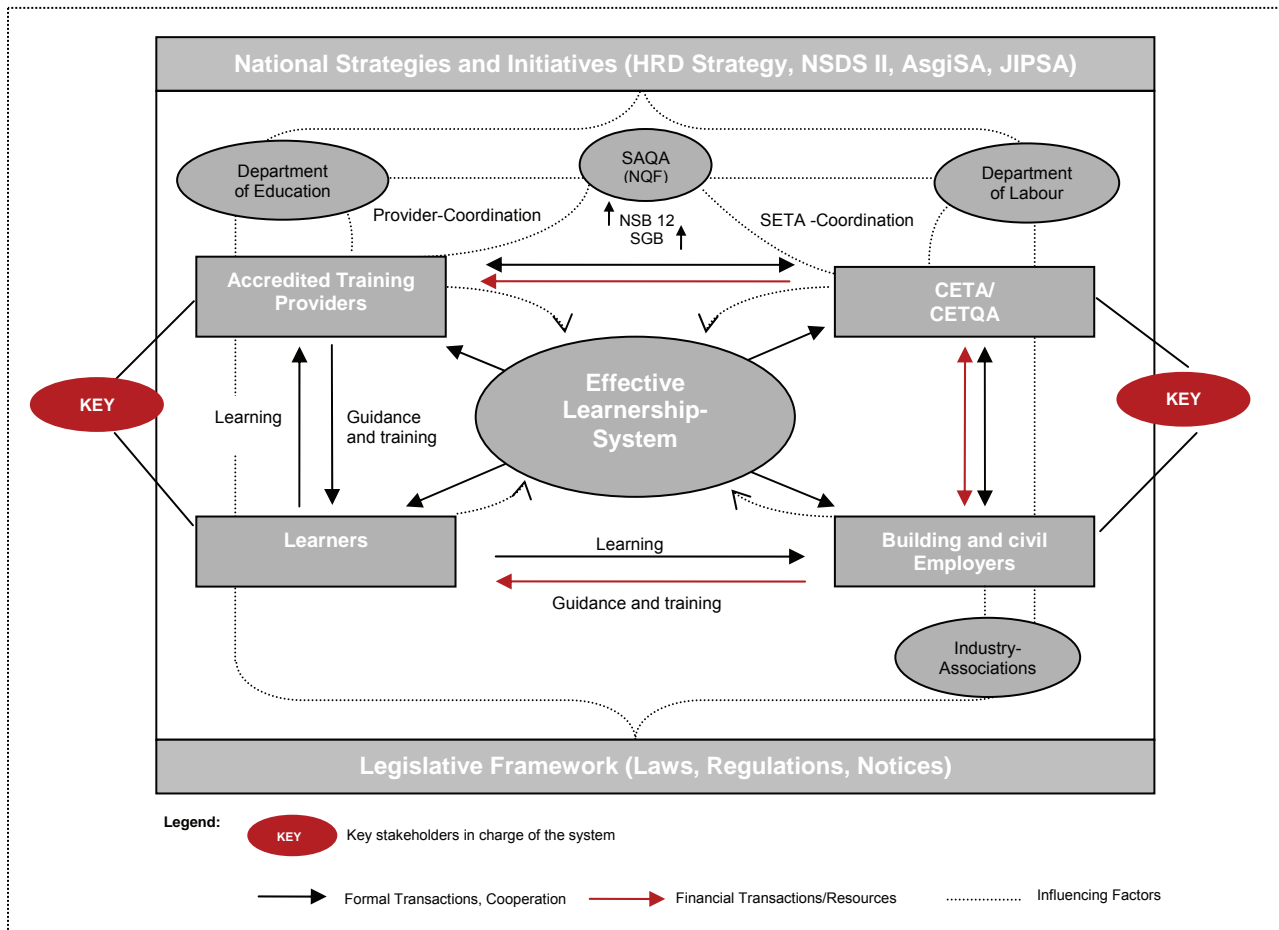 National Strategies and Initiatives (HRD Strategy, NSDS II, AsgiSA, JIPSA)
Department
of Education
SAQA
(NQF)
Department
of Labour
Provider-Coordination
NSB 12
SGB
SETA -Coordination
Accredited Training
Providers
CETA/
CETQA
KEY
Learning
Guidance
and training
Effective
Learnership-
System
KEY
Learners
Learning
Guidance and training
Building and civil
Employers
Industry-
Associations
Legislative Framework (Laws, Regulations, Notices)
Legend:
KEY
Key stakeholders in charge of the system
Formal Transactions, Cooperation
Financial Transactions/Resources
Influencing Factors